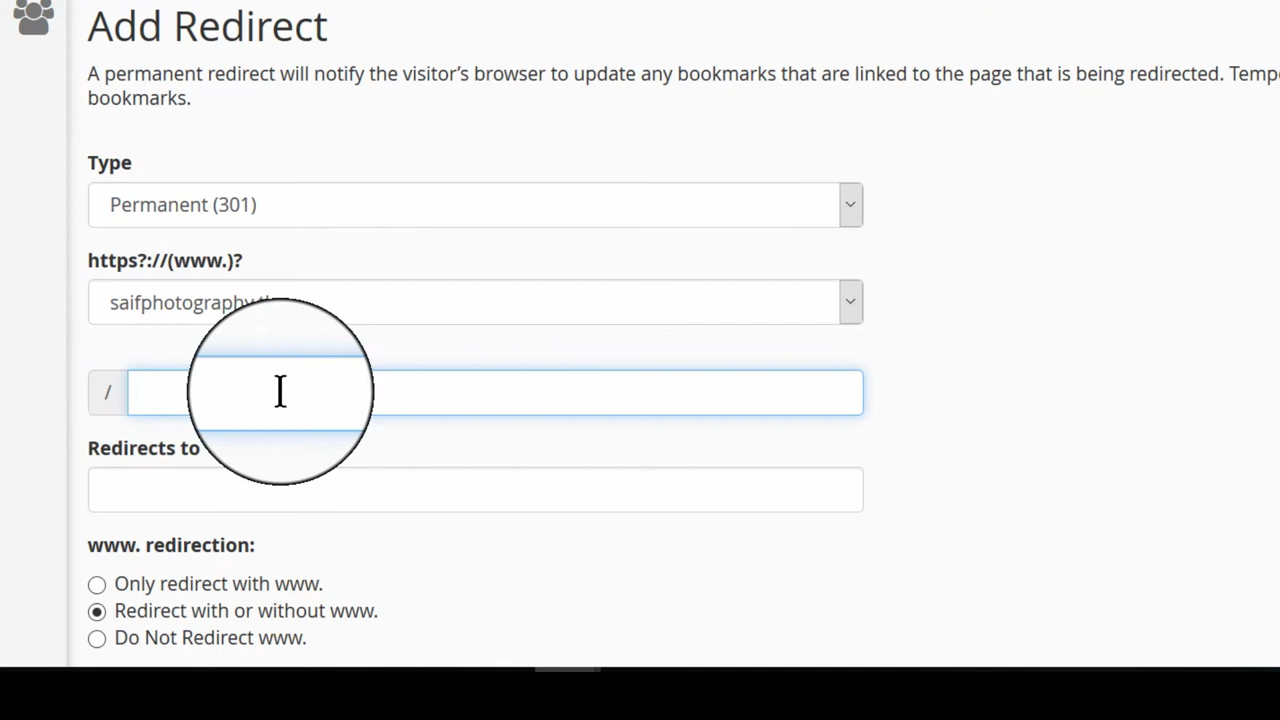 Add Redirect
A permanent redirect will notify the visitor’s browser to update any bookmarks that are linked to the page that is being redirected.
bookmarks.
Type
Permanent (301)
https?://(www.)?
saifphotography
/
Redirects to
www. redirection:
Only redirect with www.
Redirect with or without www.
Do Not Redirect www.